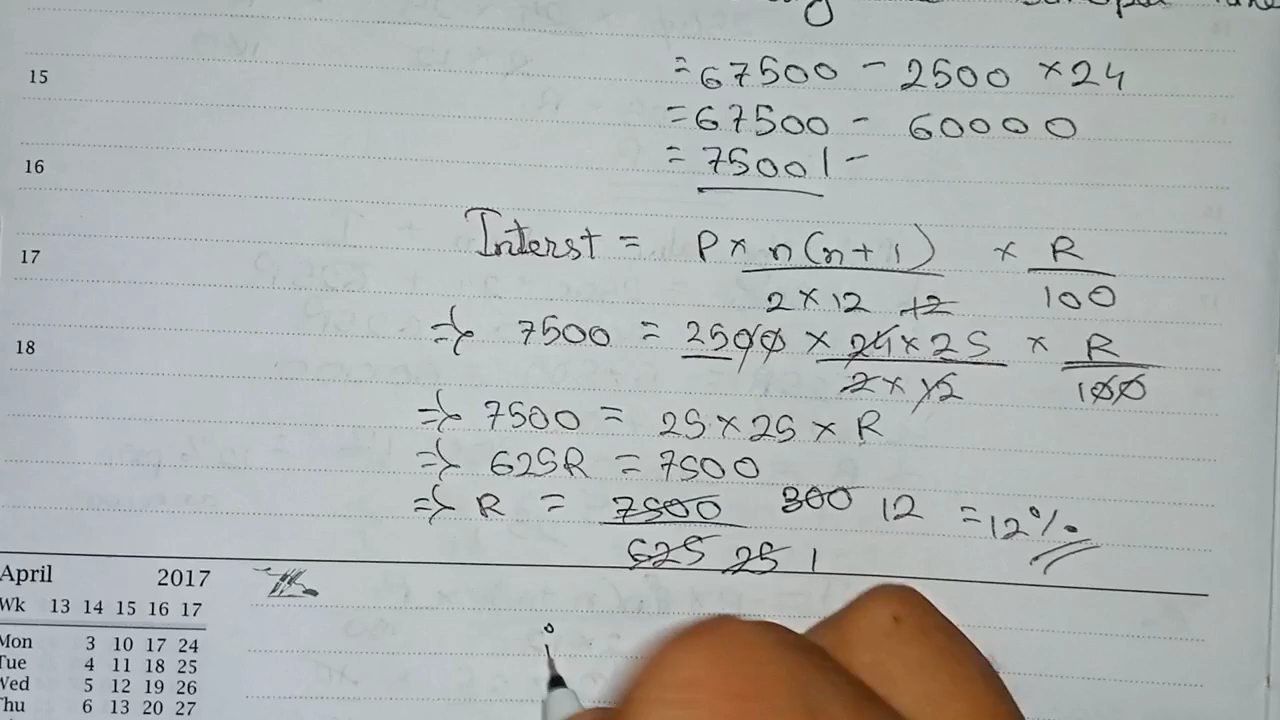 = 67500 - 2500 × 24
15
= 67500 - 60000
= 7500/-
16
Interst = P × n(n+1) / 2 × 12 × R / 100
17
=> 7500 = 2500 × 24 × 25 / 2 × 12 × R / 100
18
=> 7500 = 25 × 25 × R
=> 625R = 7500
=> R = 7500 / 625 300 / 25 12 / 1 = 12%
April 2017
Wk 13 14 15 16 17
Mon 3 10 17 24
Tue 4 11 18 25
Wed 5 12 19 26
Thu 6 13 20 27